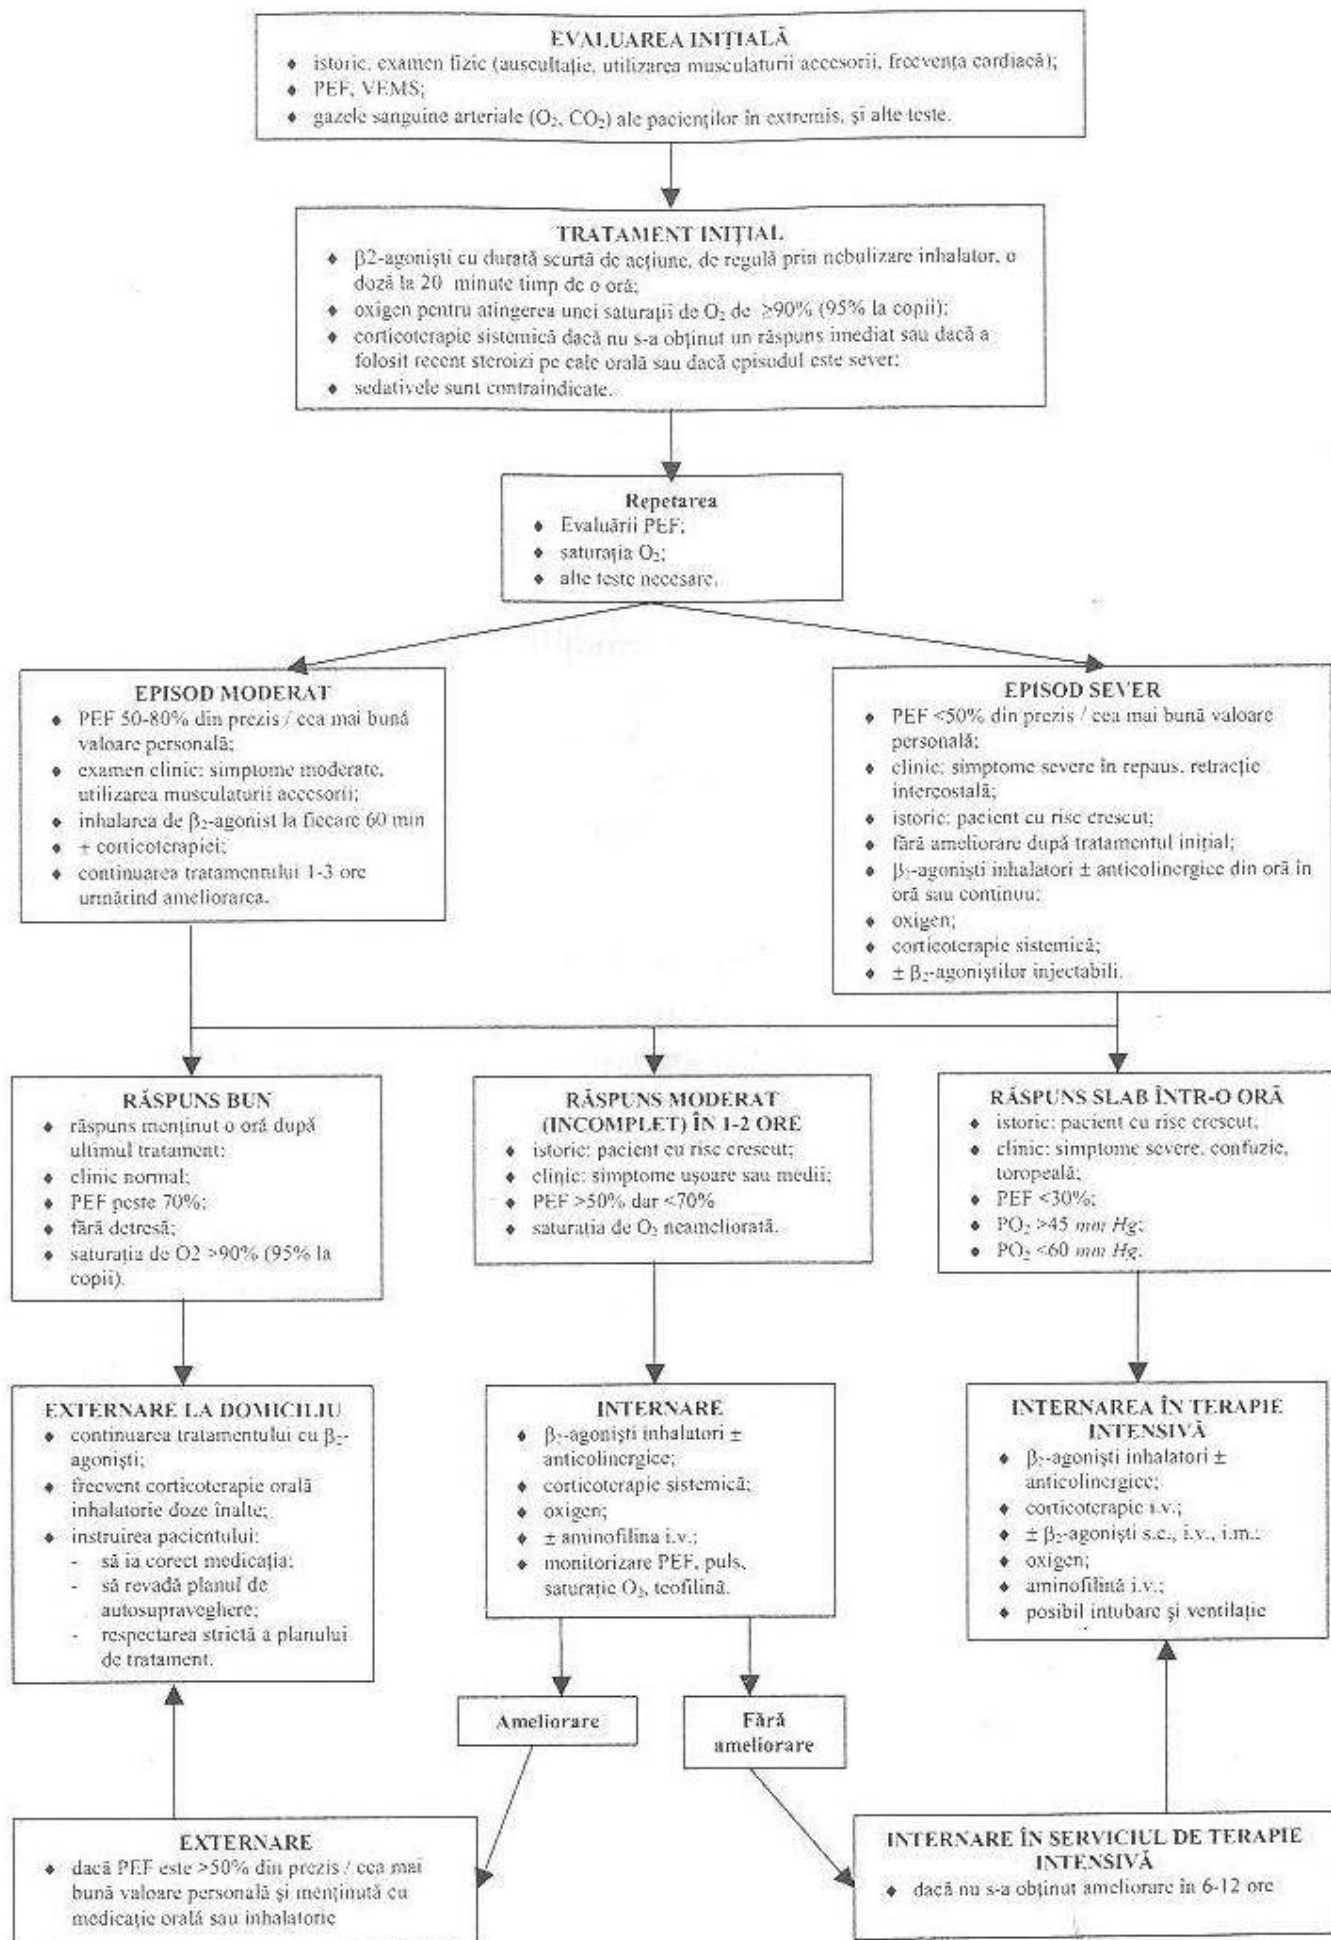 EVALUAREA INIȚIALĂ
♦ istoric, examen fizic (auscultație, utilizarea musculaturii accesorii, frecvența cardiacă);
♦ PEF, VEMS;
♦ gazele sanguine arteriale (O₂, CO₂) ale pacienților în extremis, și alte teste.
TRATAMENT INIȚIAL
♦ β2-agoniști cu durată scurtă de acțiune, de regulă prin nebulizare inhalator, o
doză la 20 minute timp de o oră;
♦ oxigen pentru atingerea unei saturații de O₂ de ≥90% (95% la copii);
♦ corticoterapie sistemică dacă nu s-a obținut un răspuns imediat sau dacă a
folosit recent steroizi pe cale orală sau dacă episodul este sever;
♦ sedativele sunt contraindicate.
Repetarea
♦ Evaluării PEF;
♦ saturația O₂;
♦ alte teste necesare.
EPISOD MODERAT
♦ PEF 50-80% din prezis / cea mai bună
valoare personală;
♦ examen clinic: simptome moderate,
utilizarea musculaturii accesorii;
♦ inhalarea de β₂-agonist la fiecare 60 min
♦ ± corticoterapiei;
♦ continuarea tratamentului 1-3 ore
urmărind ameliorarea.
EPISOD SEVER
♦ PEF <50% din prezis / cea mai bună valoare
personală;
♦ clinic: simptome severe în repaus, retracție
intercostală;
♦ istoric: pacient cu risc crescut;
♦ fără ameliorare după tratamentul inițial;
♦ β₂-agoniști inhalatori ± anticolinergice din oră în
oră sau continuu;
♦ oxigen;
♦ corticoterapie sistemică;
♦ ± β₂-agoniștilor injectabili.
RĂSPUNS BUN
♦ răspuns menținut o oră după
ultimul tratament;
♦ clinic normal;
♦ PEF peste 70%;
♦ fără detresă;
♦ saturația de O2 >90% (95% la
copii).
RĂSPUNS MODERAT
(INCOMPLET) ÎN 1-2 ORE
♦ istoric: pacient cu risc crescut;
♦ clinic: simptome ușoare sau medii;
♦ PEF >50% dar <70%
♦ saturația de O₂ neameliorată.
RĂSPUNS SLAB ÎNTR-O ORĂ
♦ istoric: pacient cu risc crescut;
♦ clinic: simptome severe, confuzie,
toropeală;
♦ PEF <30%;
♦ PO₂ >45 mm Hg;
♦ PO₂ <60 mm Hg.
EXTERNARE LA DOMICILIU
♦ continuarea tratamentului cu β₂-
agoniști;
♦ frecvent corticoterapie orală
inhalatorie doze înalte;
♦ instruirea pacientului:
- să ia corect medicația;
- să revadă planul de
autosupraveghere;
- respectarea strictă a planului
de tratament.
INTERNARE
♦ β₂-agoniști inhalatori ±
anticolinergice;
♦ corticoterapie sistemică;
♦ oxigen;
♦ ± aminofilina i.v.;
♦ monitorizare PEF, puls,
saturație O₂, teofilină.
INTERNAREA ÎN TERAPIE
INTENSIVĂ
♦ β₂-agoniști inhalatori ±
anticolinergice;
♦ corticoterapie i.v.;
♦ ± β₂-agoniști s.c., i.v., i.m.;
♦ oxigen;
♦ aminofilină i.v.;
♦ posibil intubare și ventilație
Ameliorare
Fără
ameliorare
EXTERNARE
♦ dacă PEF este >50% din prezis / cea mai
bună valoare personală și menținută cu
medicație orală sau inhalatorie
INTERNARE ÎN SERVICIUL DE TERAPIE
INTENSIVĂ
♦ dacă nu s-a obținut ameliorare în 6-12 ore